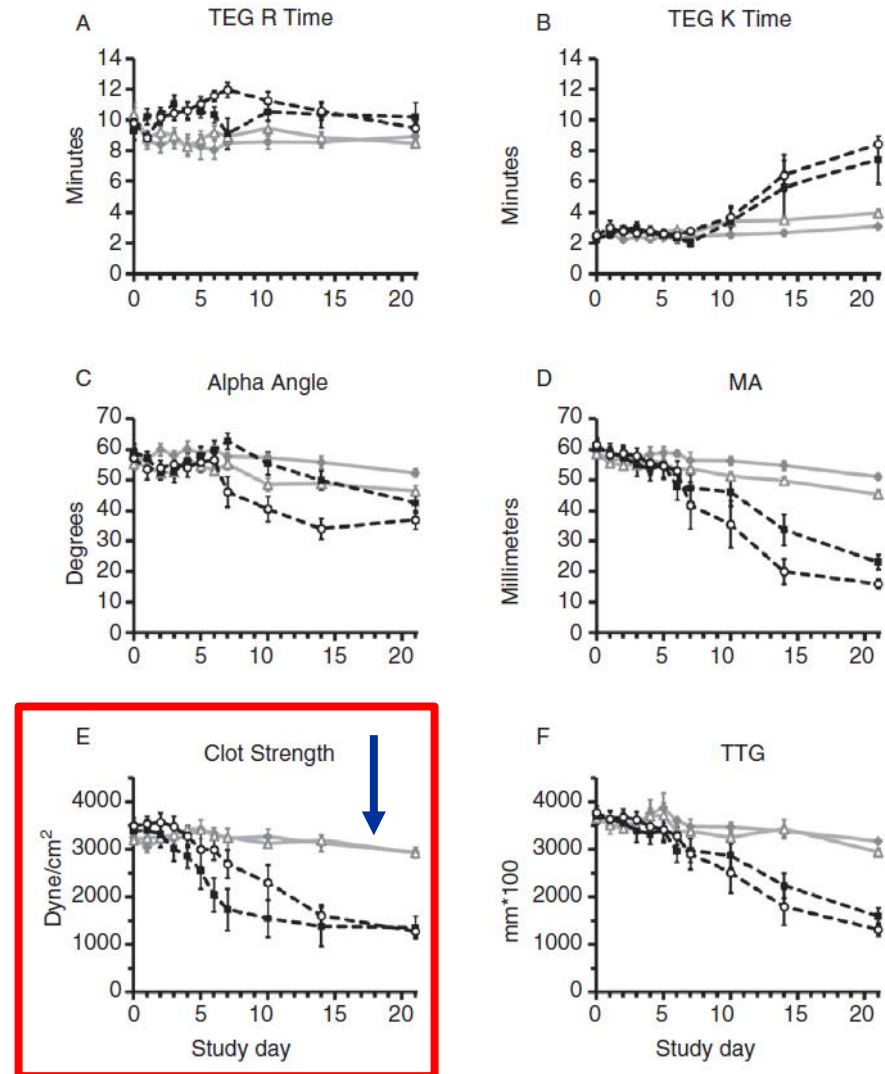 A TEG R Time
Minutes
14
12
10
8
6
4
2
0
0 5 10 15 20
B TEG K Time
Minutes
14
12
10
8
6
4
2
0
0 5 10 15 20
C Alpha Angle
Degrees
70
60
50
40
30
20
10
0
0 5 10 15 20
D MA
Millimeters
70
60
50
40
30
20
10
0
0 5 10 15 20
E Clot Strength
Dyne/cm²
4000
3000
2000
1000
0
0 5 10 15 20
Study day
F TTG
mm*100
4000
3000
2000
1000
0
0 5 10 15 20
Study day